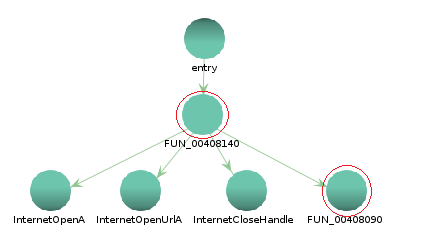 entry
FUN_00408140
InternetOpenA
InternetOpenUrlA
InternetCloseHandle
FUN_00408090